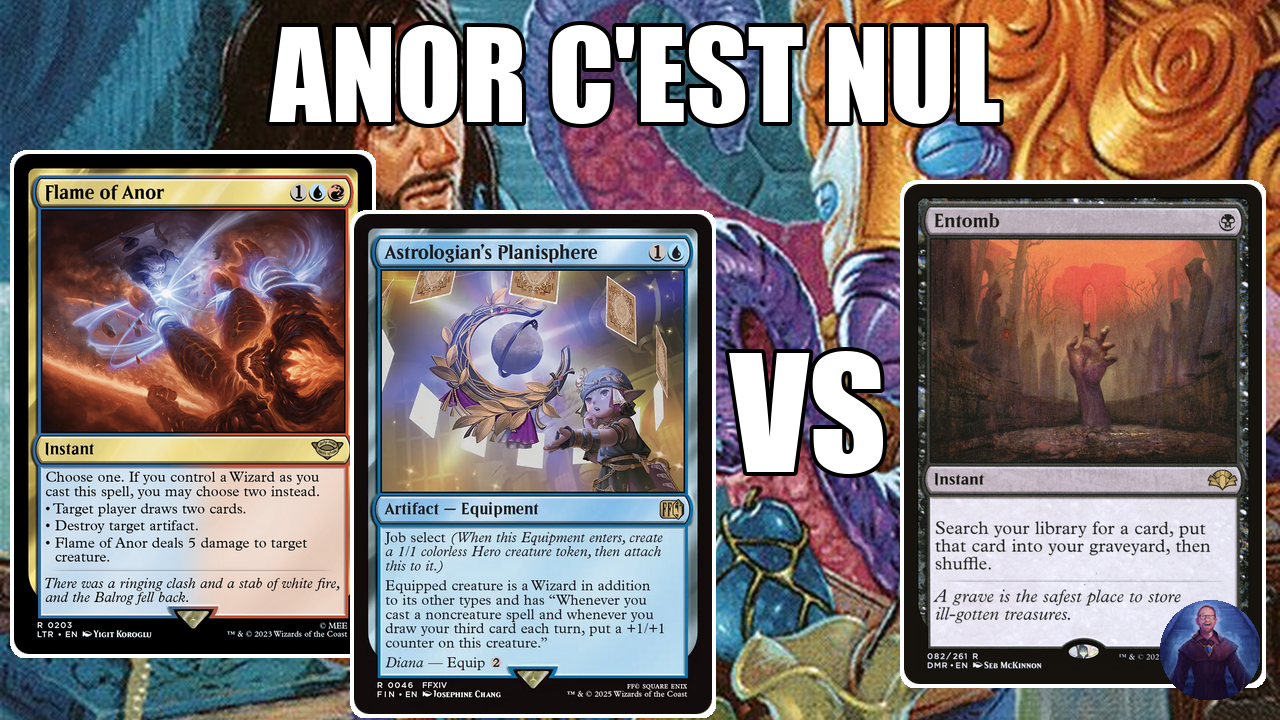 ANOR C'EST NUL
Flame of Anor
1
Instant
Choose one. If you control a Wizard as you
cast this spell, you may choose two instead.
• Target player draws two cards.
• Destroy target artifact.
• Flame of Anor deals 5 damage to target
creature.
There was a ringing clash and a stab of white fire,
and the Balrog fell back.
R 0203
LTR • EN Yigit Koroglu
© MEE
™ & © 2023 Wizards of the Coast
Astrologian's Planisphere
1
Artifact — Equipment
FFXIV
Job select (When this Equipment enters, create
a 1/1 colorless Hero creature token, then attach
this to it.)
Equipped creature is a Wizard in addition
to its other types and has "Whenever you
cast a noncreature spell and whenever you
draw your third card each turn, put a +1/+1
counter on this creature."
Diana — Equip 2
R 0046 FFXIV
FIN • EN Josephine Chang
FF© SQUARE ENIX
™ & © 2025 Wizards of the Coast
VS
Entomb
Instant
Search your library for a card, put
that card into your graveyard, then
shuffle.
A grave is the safest place to store
ill-gotten treasures.
082/261 R
DMR • EN Seb McKinnon
™ & © 202